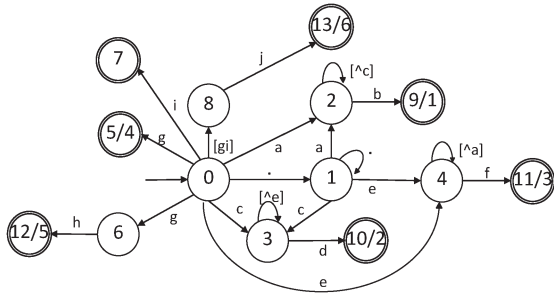 13/6
j
7
[^c]
8
2
b
9/1
i
5/4
g
[gi]
a
a
.
[^a]
0
.
1
e
4
f
11/3
[^e]
h
g
c
c
12/5
6
3
d
10/2
e